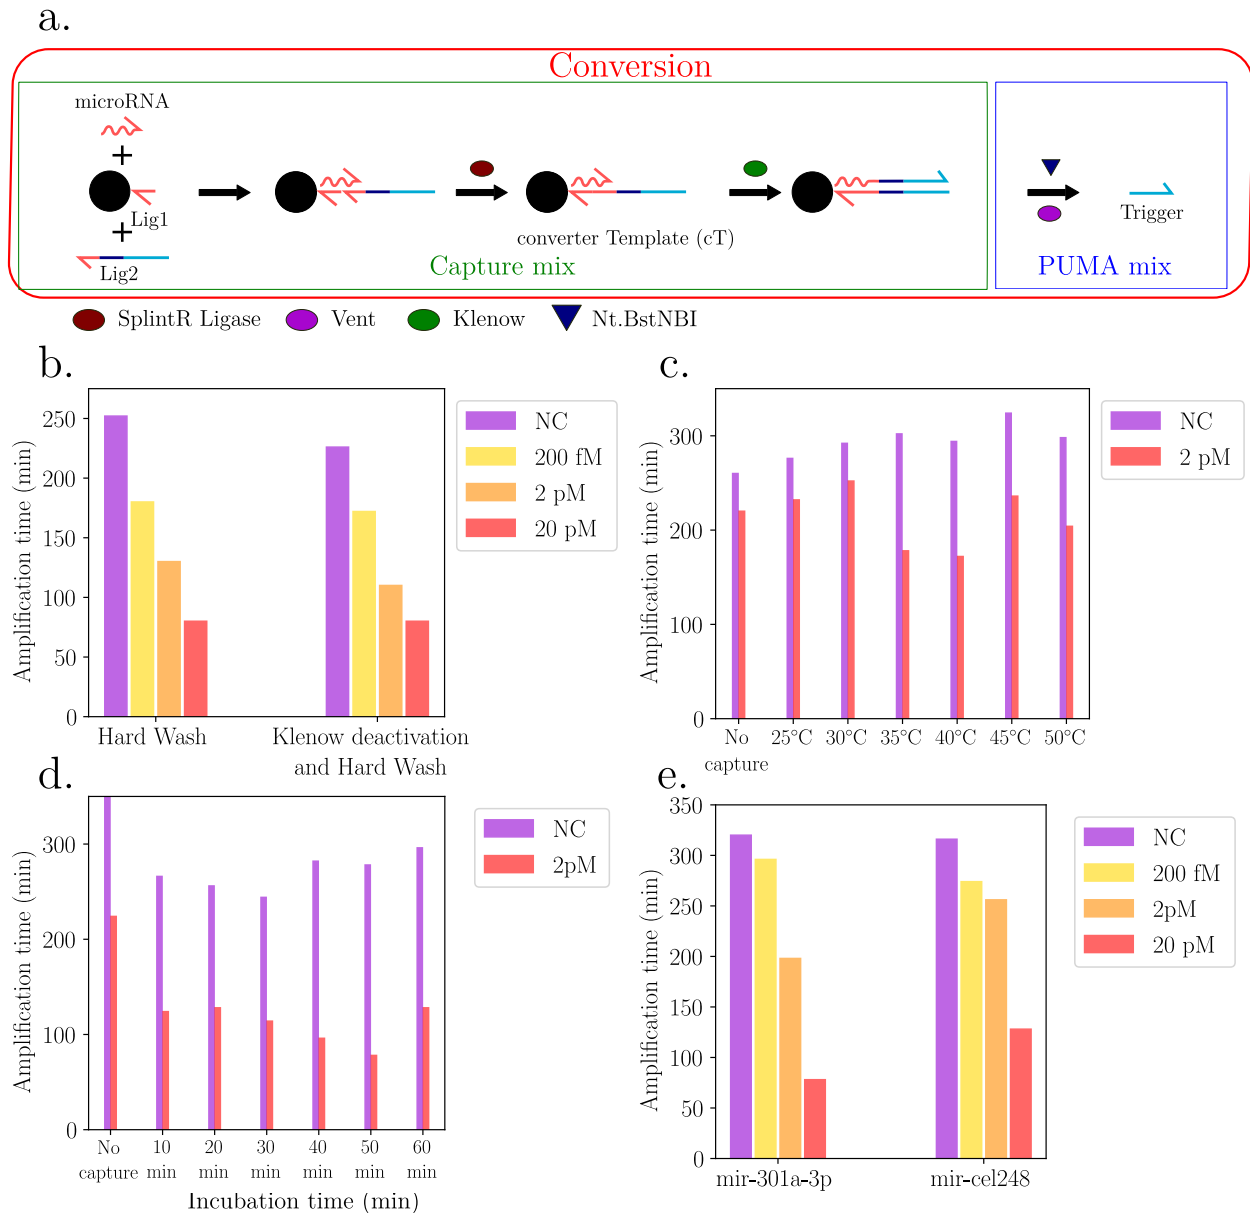 a.
Conversion
microRNA
+
Lig1
+
Lig2
converter Template (cT)
Capture mix
Trigger
PUMA mix
SplintR Ligase
Vent
Klenow
Nt.BstNBI
b.
Amplification time (min)
250
200
150
100
50
0
Hard Wash
Klenow deactivation
and Hard Wash
NC
200 fM
2 pM
20 pM
c.
Amplification time (min)
300
200
100
0
No
capture
25°C
30°C
35°C
40°C
45°C
50°C
NC
2 pM
d.
Amplification time (min)
300
200
100
0
No
capture
10
min
20
min
30
min
40
min
50
min
60
min
Incubation time (min)
NC
2pM
e.
Amplification time (min)
350
300
250
200
150
100
50
0
mir-301a-3p
mir-cel248
NC
200 fM
2pM
20 pM